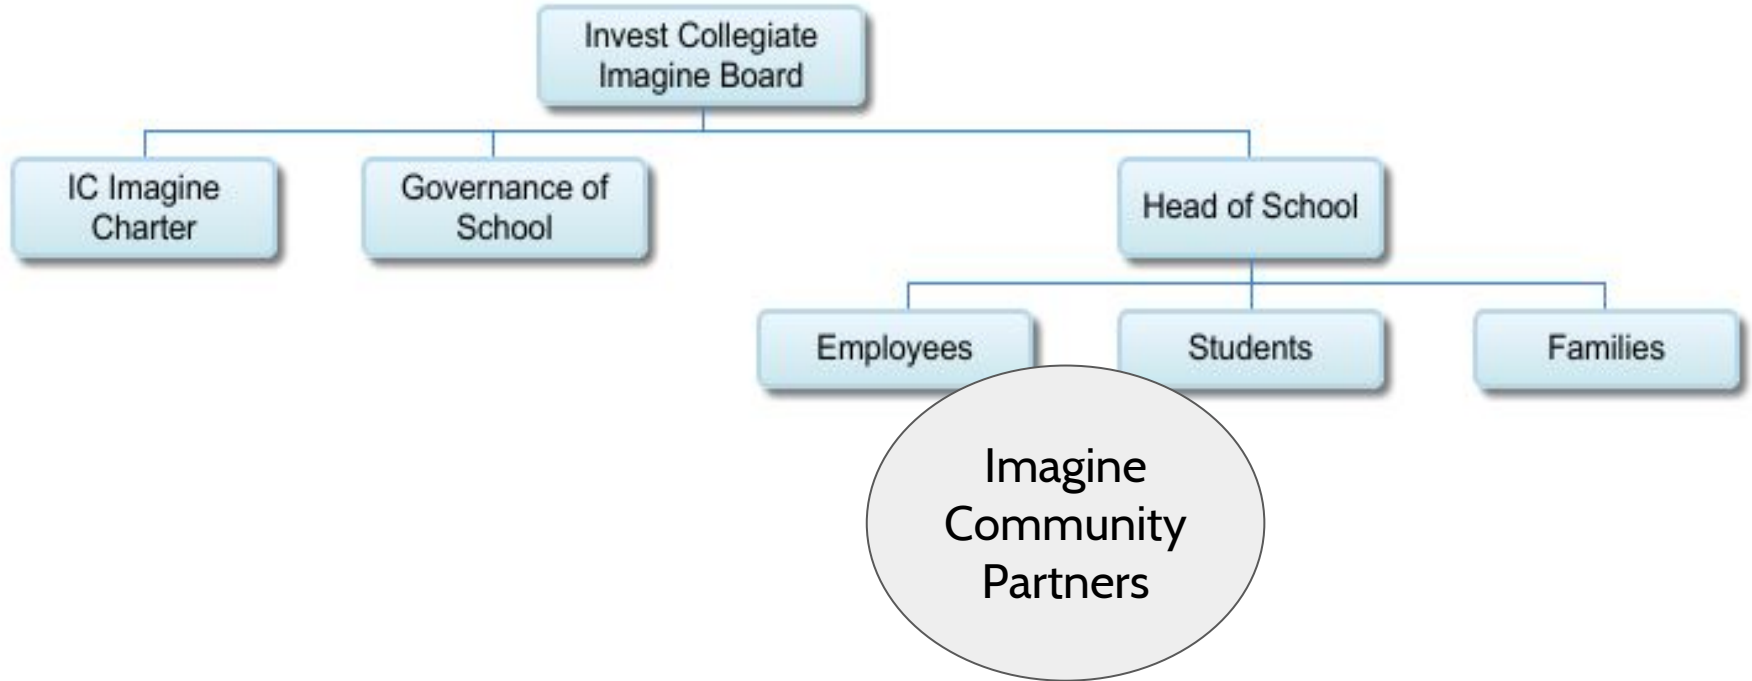 Invest Collegiate
Imagine Board
IC Imagine
Charter
Governance of
School
Head of School
Employees
Students
Families
Imagine
Community
Partners